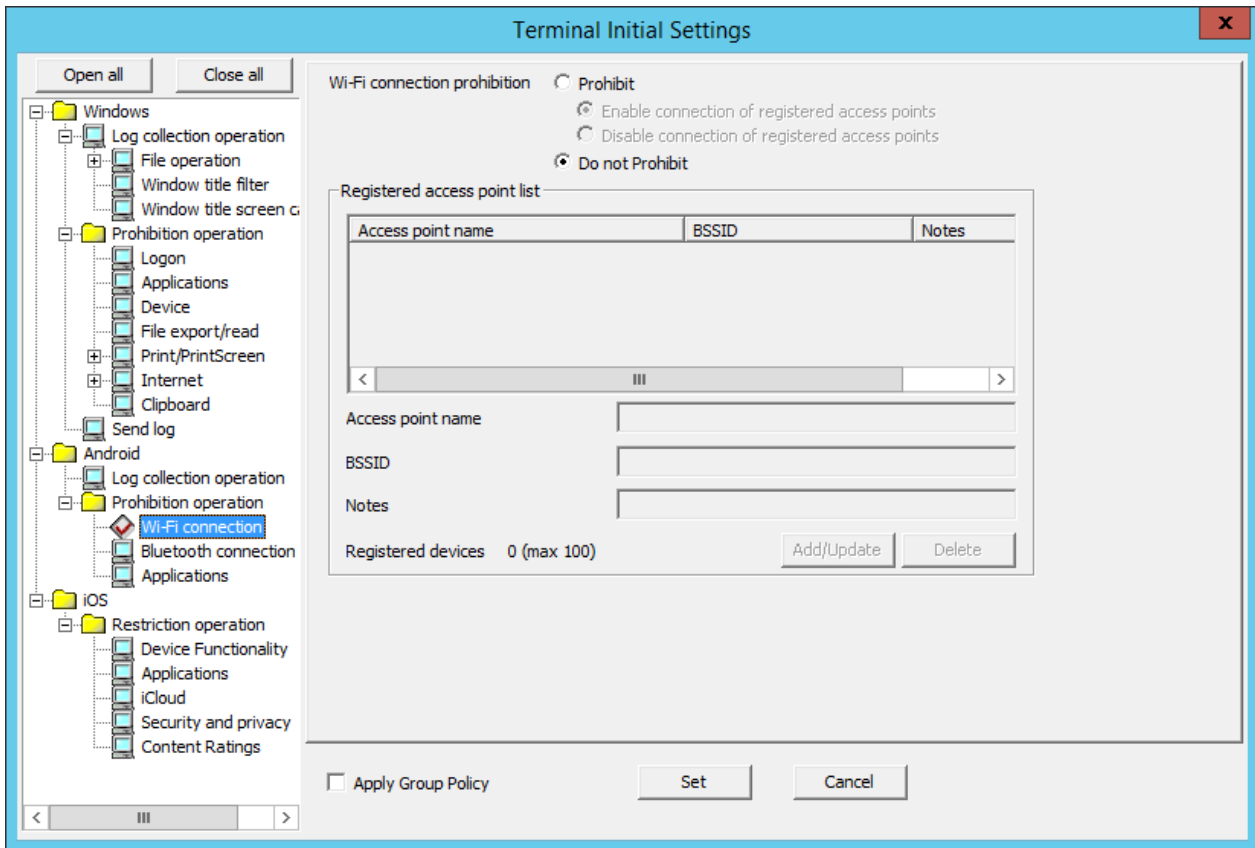 Terminal Initial Settings
x
Open all Close all
Windows
Log collection operation
File operation
Window title filter
Window title screen ca
Prohibition operation
Logon
Applications
Device
File export/read
Print/PrintScreen
Internet
Clipboard
Send log
Android
Log collection operation
Prohibition operation
Wi-Fi connection
Bluetooth connection
Applications
iOS
Restriction operation
Device Functionality
Applications
iCloud
Security and privacy
Content Ratings
Wi-Fi connection prohibition Prohibit
Enable connection of registered access points
Disable connection of registered access points
Do not Prohibit
Registered access point list
Access point name BSSID Notes
Access point name
BSSID
Notes
Registered devices 0 (max 100) Add/Update Delete
Apply Group Policy Set Cancel